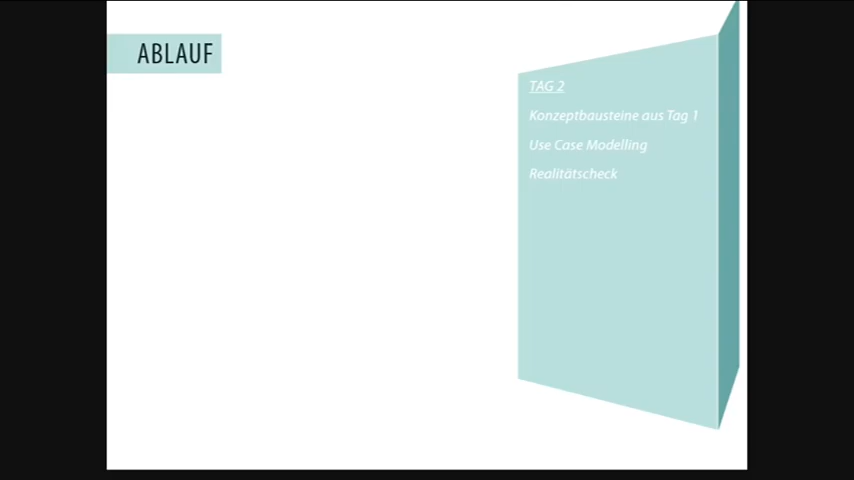 ABLAUF
TAG 2
Konzeptbausteine aus Tag 1
Use Case Modelling
Realitätscheck